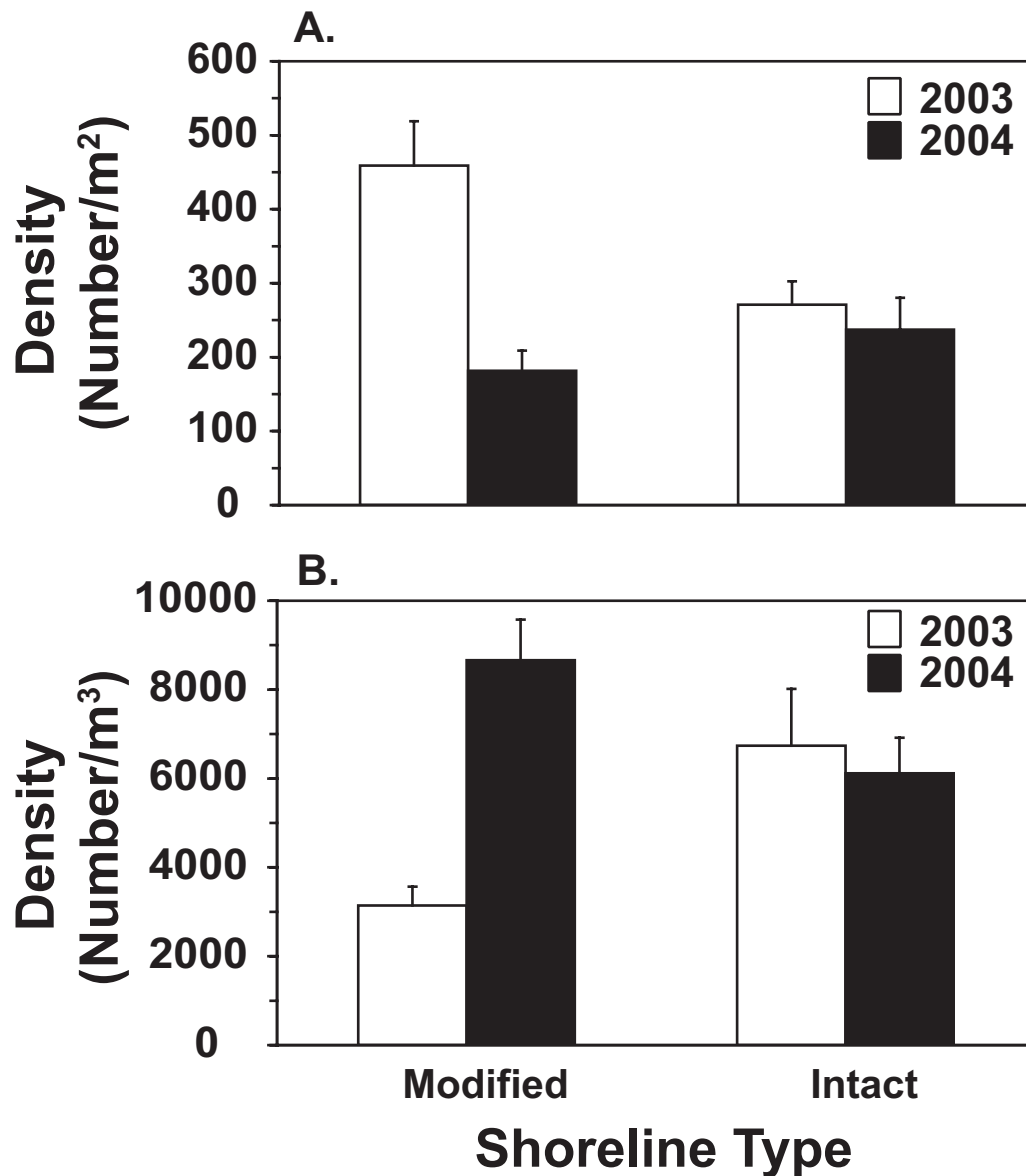 A.
Density
(Number/m²)
600
500
400
300
200
100
0
2003
2004
B.
Density
(Number/m³)
10000
8000
6000
4000
2000
0
2003
2004
Modified
Intact
Shoreline Type